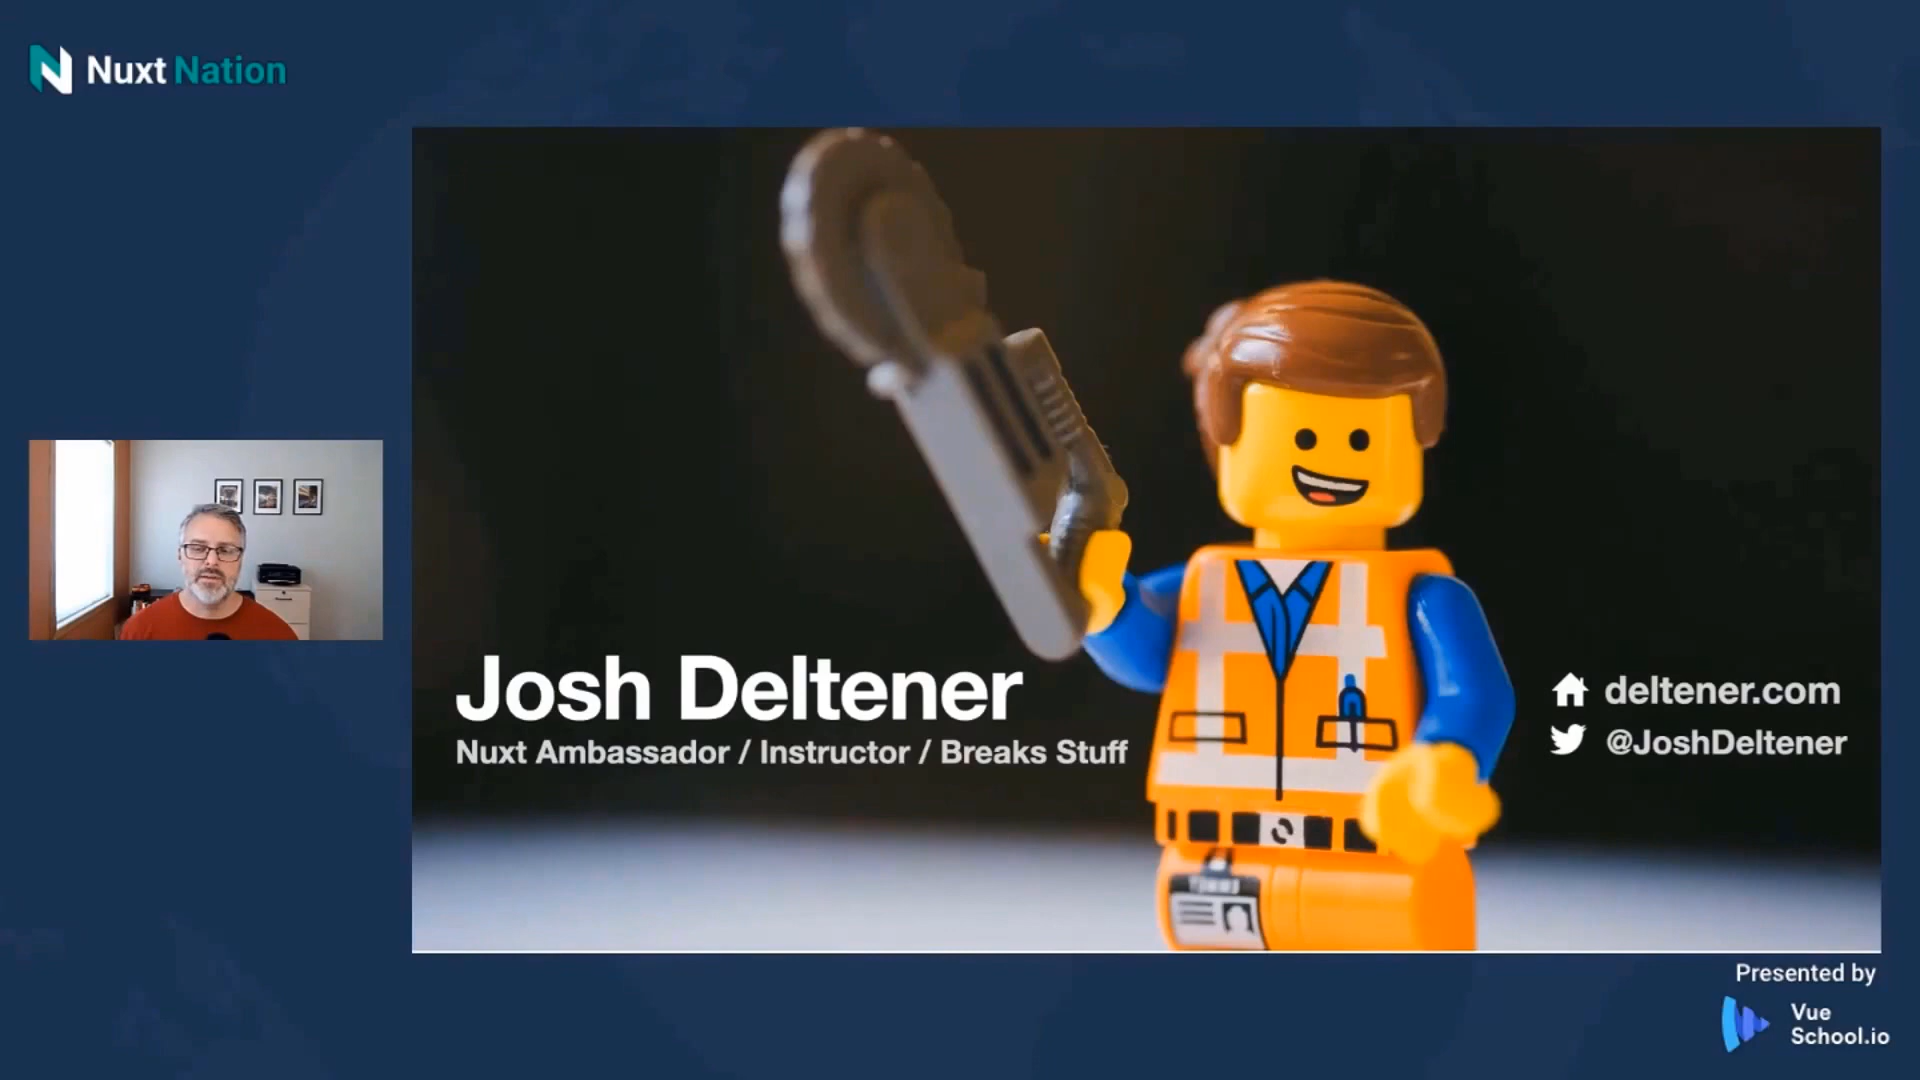 Nuxt Nation
Josh Deltener
Nuxt Ambassador / Instructor / Breaks Stuff
deltener.com
@JoshDeltener
Presented by
Vue
School.io